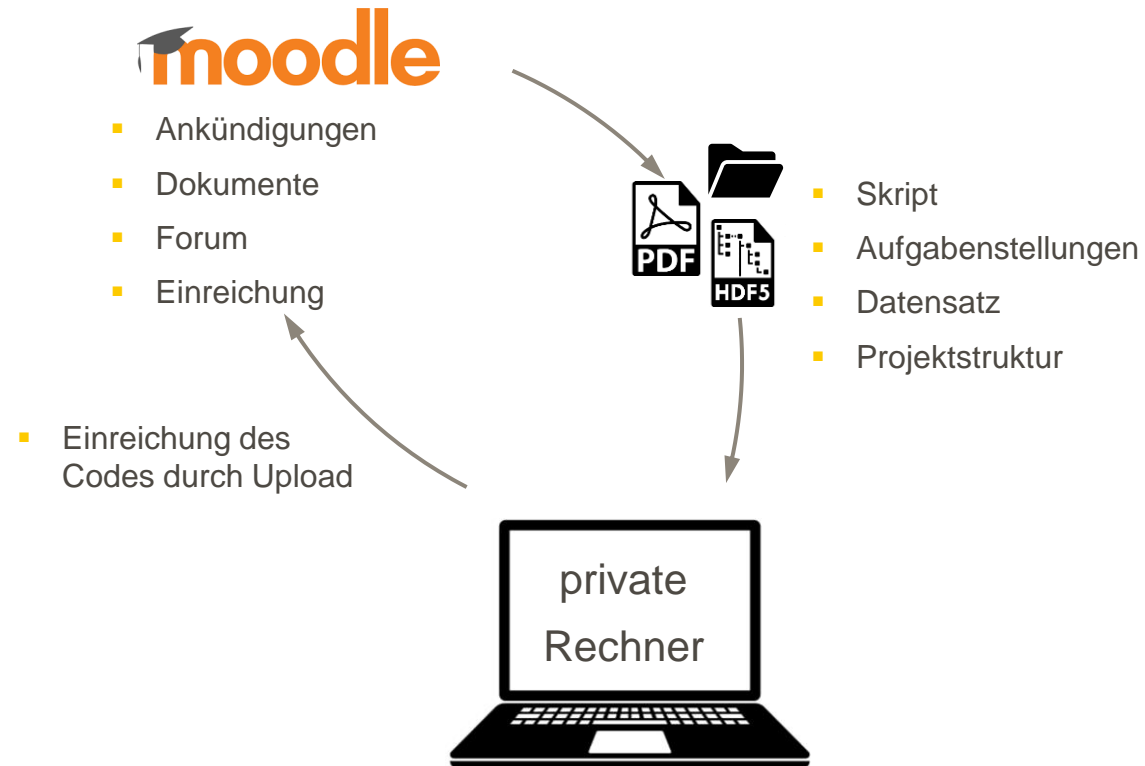 moodle
Ankündigungen
Dokumente
Forum
Einreichung
PDF
HDF5
Skript
Aufgabenstellungen
Datensatz
Projektstruktur
Einreichung des
Codes durch Upload
private
Rechner